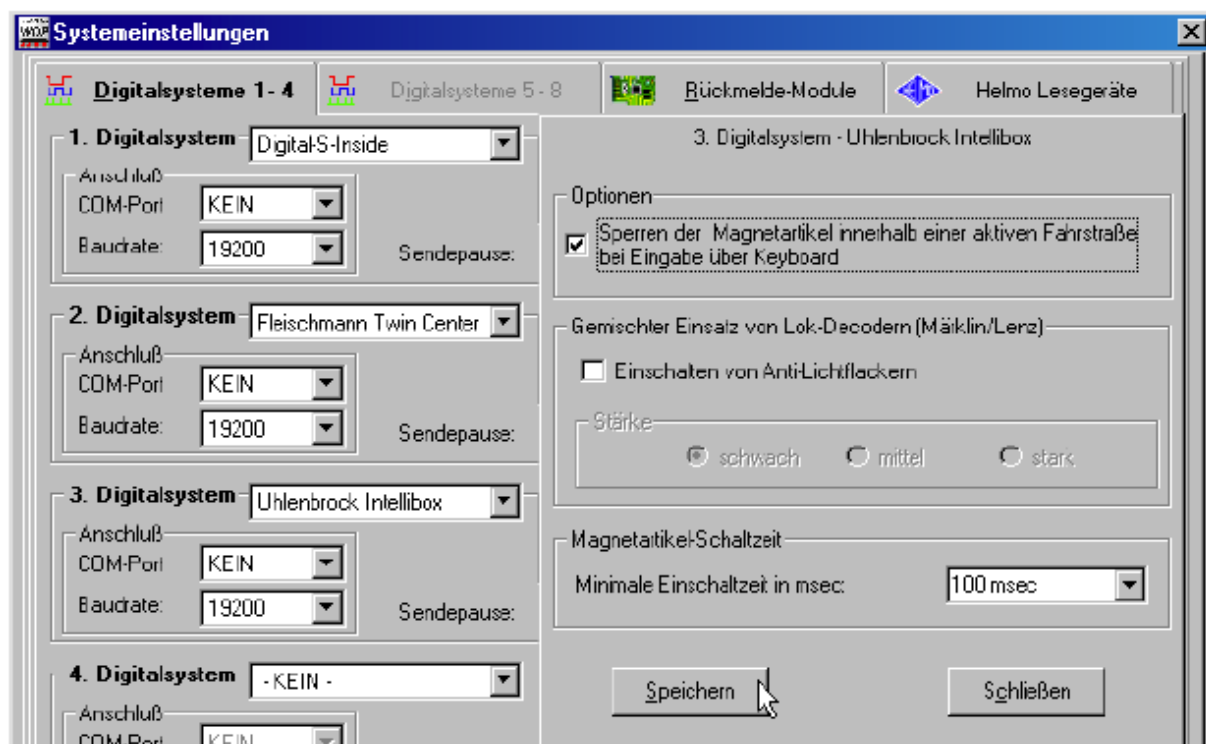 Systemeinstellungen
Digitalsysteme 1 - 4
Digitalsysteme 5 - 8
Rückmelde-Module
Helmo Lesegeräte
1. Digitalsystem
Digital-S-Inside
Anschluß
COM-Port
KEIN
Baudrate:
19200
Sendepause:
2. Digitalsystem
Fleischmann Twin Center
Anschluß
COM-Port
KEIN
Baudrate:
19200
Sendepause:
3. Digitalsystem
Uhlenbrock Intellibox
Anschluß
COM-Port
KEIN
Baudrate:
19200
Sendepause:
4. Digitalsystem
- KEIN -
Anschluß
COM-Port
KEIN
3. Digitalsystem - Uhlenbrock Intellibox
Optionen
Sperren der Magnetartikel innerhalb einer aktiven Fahrstraße
bei Eingabe über Keyboard
Gemischter Einsatz von Lok-Decodern (Märklin/Lenz)
Einschalten von Anti-Lichtflackern
Stärke
schwach
mittel
stark
Magnetartikel-Schaltzeit
Minimale Einschaltzeit in msec:
100 msec
Speichern
Schließen